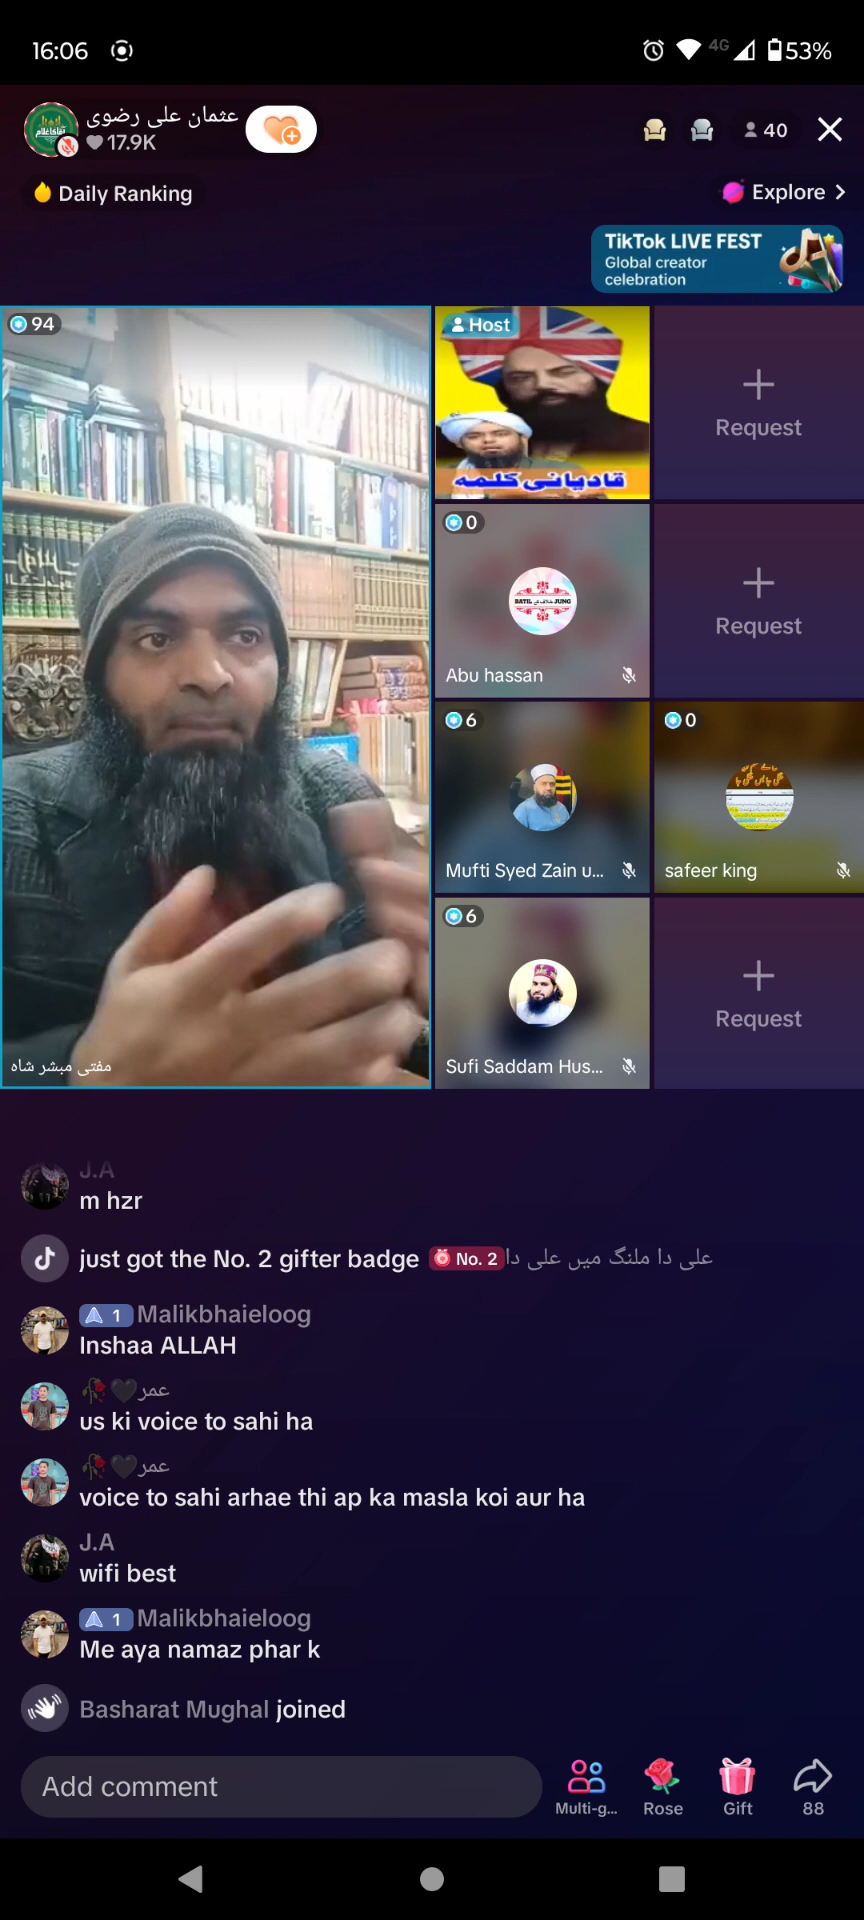 16:06
4G
53%
عثمان علی رضوی
17.9K
40
Daily Ranking
Explore
TikTok LIVE FEST
Global creator
celebration
94
مفتی مبشر شاہ
Host
قادیانی کلمہ
Request
0
BATIL JUNG
Abu hassan
Request
6
Mufti Syed Zain u...
0
safeer king
6
Sufi Saddam Hus...
Request
J.A
m hzr
just got the No. 2 gifter badge No. 2 علی دا ملنگ میں علی دا
1 Malikbhaieloog
Inshaa ALLAH
عمر
us ki voice to sahi ha
عمر
voice to sahi arhae thi ap ka masla koi aur ha
J.A
wifi best
1 Malikbhaieloog
Me aya namaz phar k
Basharat Mughal joined
Add comment
Multi-g...
Rose
Gift
88